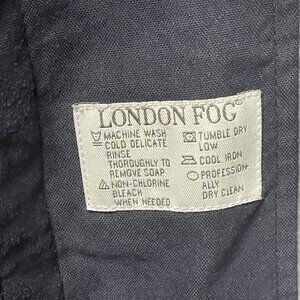 LONDON FOG®
MACHINE WASH
COLD DELICATE
RINSE
THOROUGHLY TO
REMOVE SOAP
NON-CHLORINE
BLEACH
WHEN NEEDED
TUMBLE DRY
LOW
COOL IRON
PROFESSION-
ALLY
DRY CLEAN